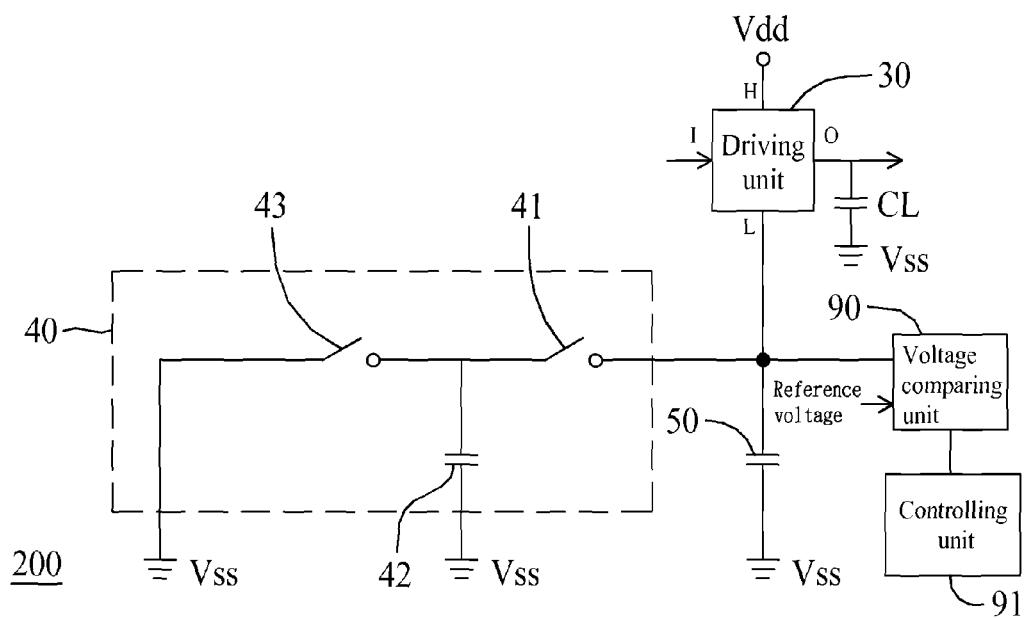 Vdd
H
30
I
Driving
unit
O
L
CL
Vss
43
41
40
90
Voltage
comparing
unit
Reference
voltage
50
42
Controlling
unit
91
200
Vss
Vss
Vss